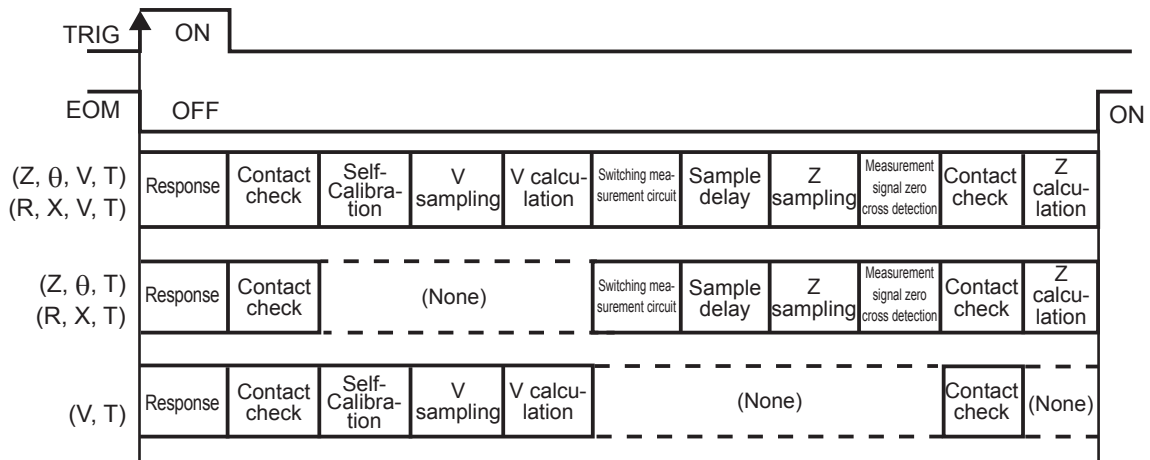 TRIG
ON
EOM
OFF
ON
(Z, θ, V, T)
(R, X, V, T)
Response
Contact
check
Self-
Calibra-
tion
V
sampling
V calcu-
lation
Switching mea-
surement circuit
Sample
delay
Z
sampling
Measurement
signal zero
cross detection
Contact
check
Z
calcu-
lation
(Z, θ, T)
(R, X, T)
Response
Contact
check
(None)
Switching mea-
surement circuit
Sample
delay
Z
sampling
Measurement
signal zero
cross detection
Contact
check
Z
calcu-
lation
(V, T)
Response
Contact
check
Self-
Calibra-
tion
V
sampling
V calcu-
lation
(None)
Contact
check
(None)